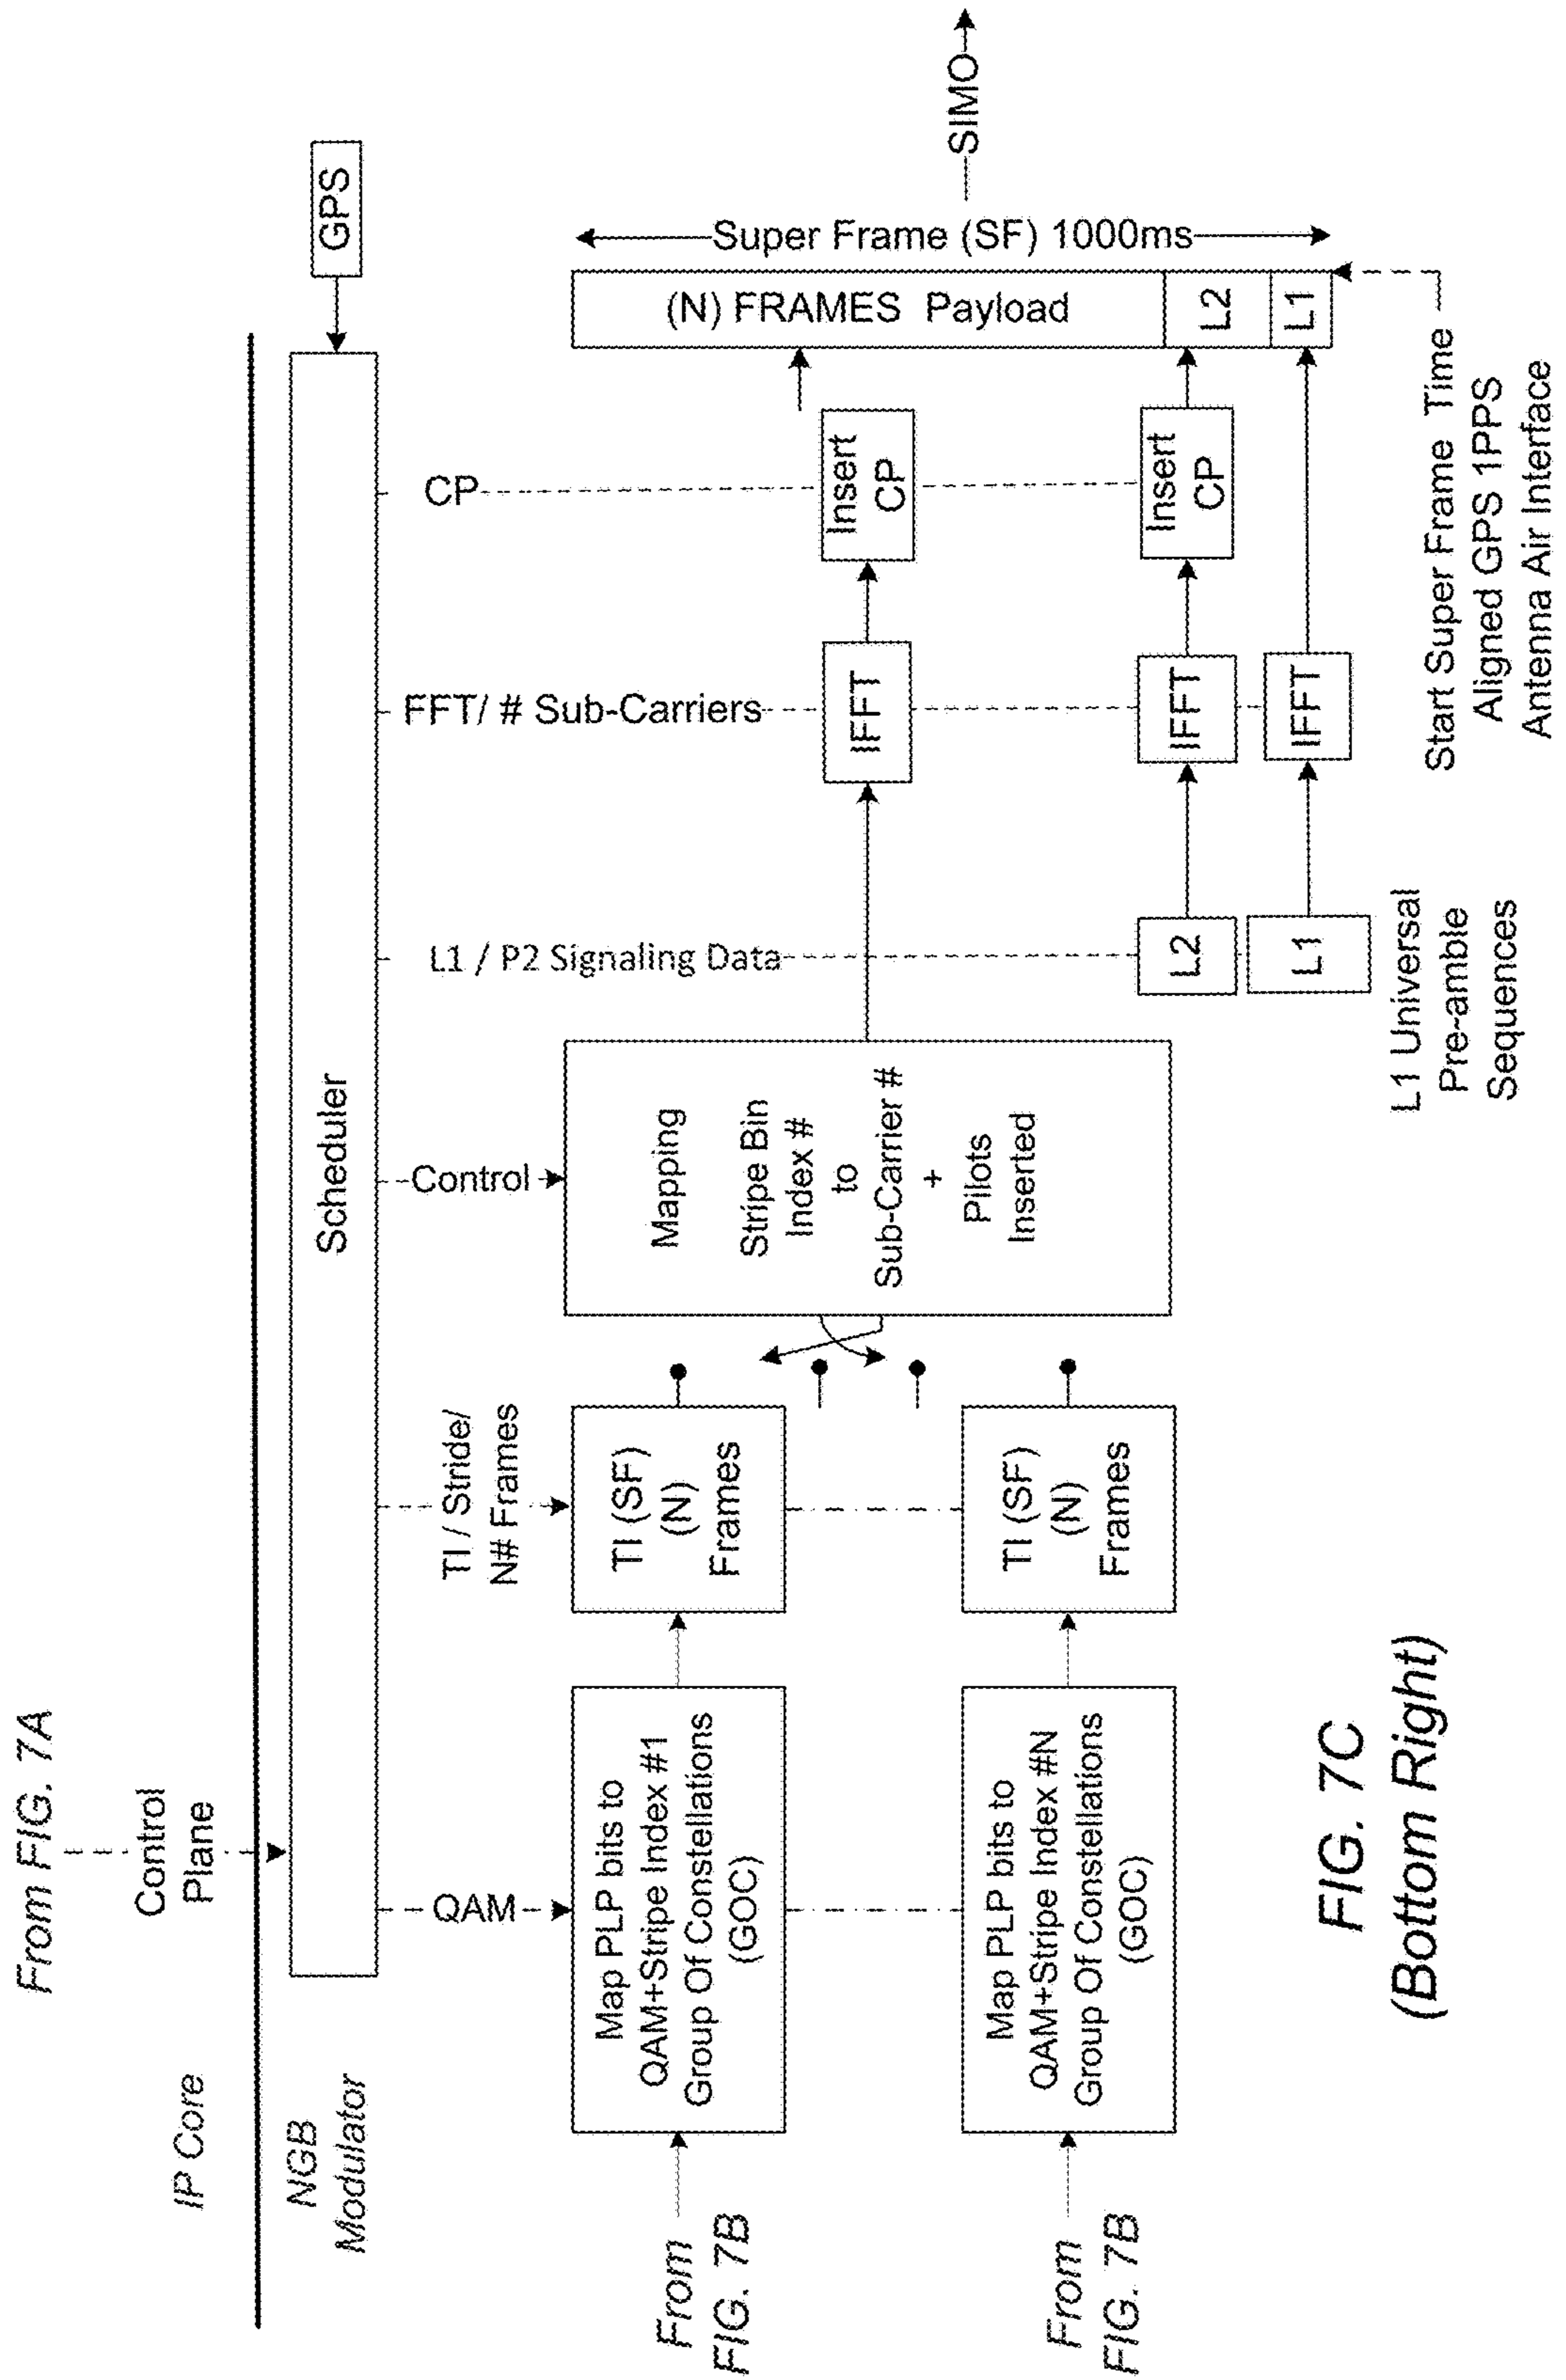 From FIG. 7A
Control
Plane
IP Core
NGB
Modulator
Scheduler
GPS
QAM
TI / Stride/
N# Frames
Control
L1 / P2 Signaling Data
FFT/ # Sub-Carriers
CP
From
FIG. 7B
Map PLP bits to
QAM+Stripe Index #1
Group Of Constellations
(GOC)
TI (SF)
(N)
Frames
Mapping
Stripe Bin
Index #
to
Sub-Carrier #
+
Pilots
Inserted
IFFT
Insert
CP
(N) FRAMES Payload
L2
L1
Super Frame (SF) 1000ms
SIMO
From
FIG. 7B
Map PLP bits to
QAM+Stripe Index #N
Group Of Constellations
(GOC)
TI (SF)
(N)
Frames
L2
IFFT
Insert
CP
L1
IFFT
L1 Universal
Pre-amble
Sequences
Start Super Frame Time
Aligned GPS 1PPS
Antenna Air Interface
FIG. 7C
(Bottom Right)